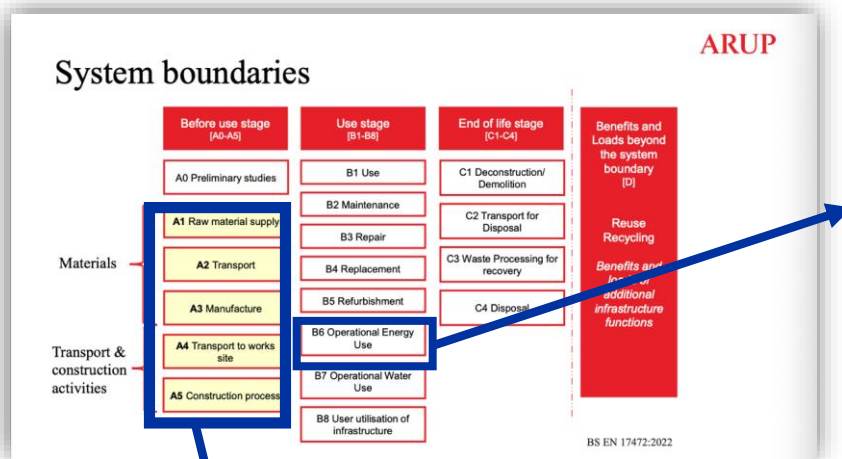 ARUP
System boundaries
Before use stage
[A0-A5]
A0 Preliminary studies
A1 Raw material supply
A2 Transport
A3 Manufacture
A4 Transport to works
site
A5 Construction process
Materials
Transport &
construction
activities
Use stage
[B1-B8]
B1 Use
B2 Maintenance
B3 Repair
B4 Replacement
B5 Refurbishment
B6 Operational Energy
Use
B7 Operational Water
Use
B8 User utilisation of
infrastructure
End of life stage
[C1-C4]
C1 Deconstruction/
Demolition
C2 Transport for
Disposal
C3 Waste Processing for
recovery
C4 Disposal
Benefits and
Loads beyond
the system
boundary
[D]
Reuse
Recycling
Benefits and
additional
infrastructure
functions
BS EN 17472:2022